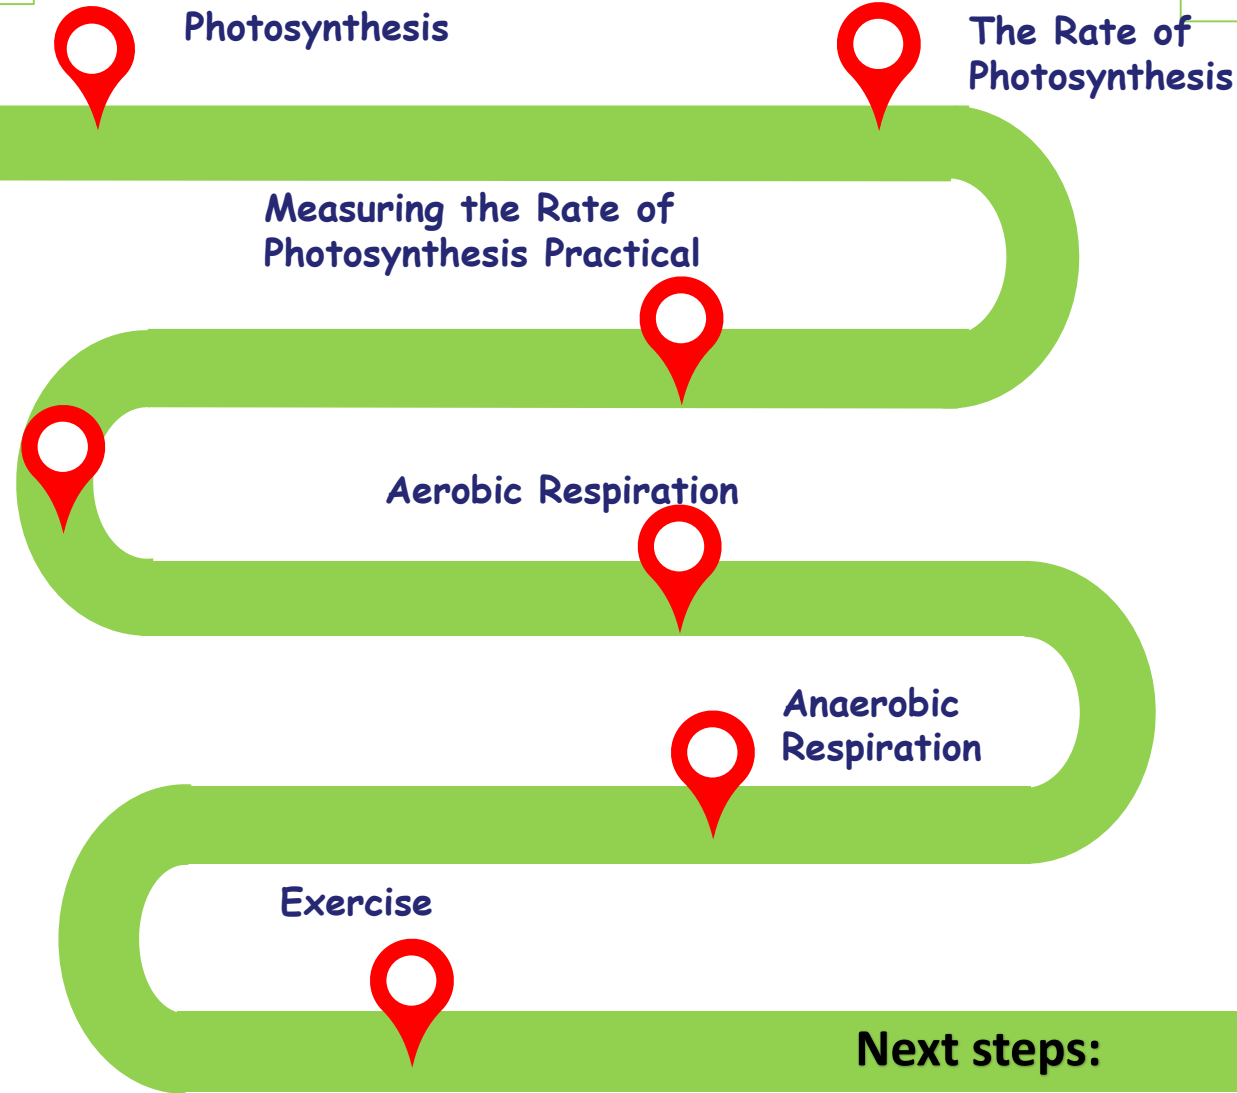 Photosynthesis
The Rate of
Photosynthesis
Measuring the Rate of
Photosynthesis Practical
Aerobic Respiration
Anaerobic
Respiration
Exercise
Next steps: